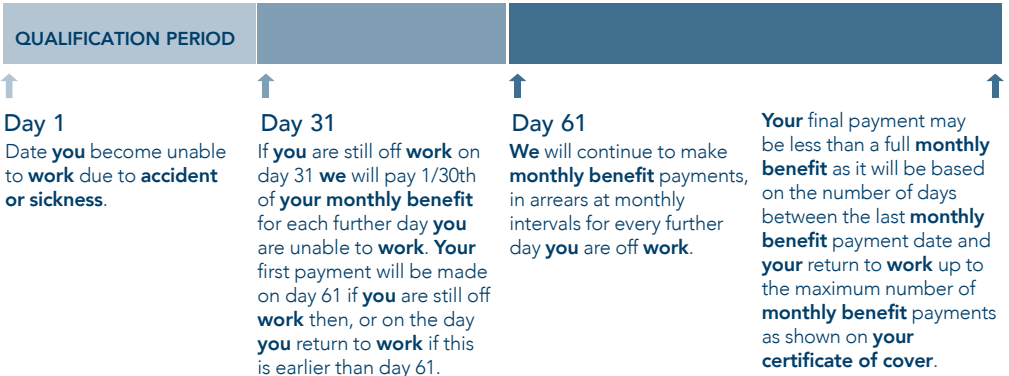 QUALIFICATION PERIOD
Day 1
Date you become unable
to work due to accident
or sickness.
Day 31
If you are still off work on
day 31 we will pay 1/30th
of your monthly benefit
for each further day you
are unable to work. Your
first payment will be made
on day 61 if you are still off
work then, or on the day
you return to work if this
is earlier than day 61.
Day 61
We will continue to make
monthly benefit payments,
in arrears at monthly
intervals for every further
day you are off work.
Your final payment may
be less than a full monthly
benefit as it will be based
on the number of days
between the last monthly
benefit payment date and
your return to work up to
the maximum number of
monthly benefit payments
as shown on your
certificate of cover.